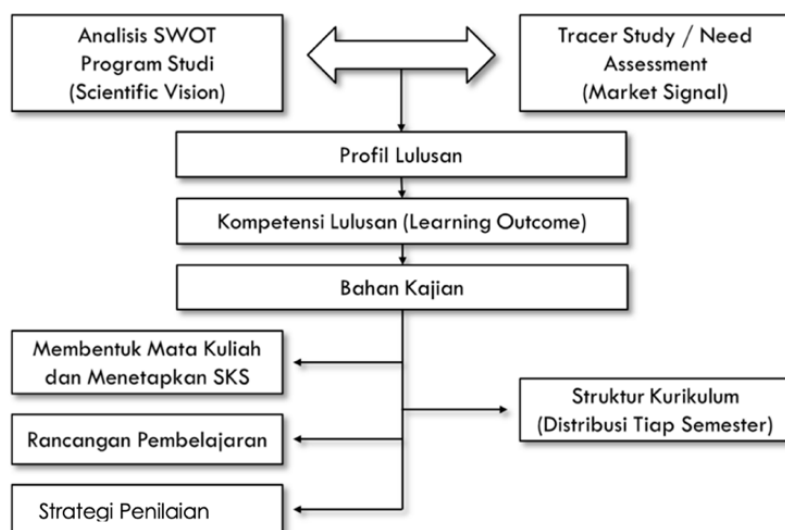 Analisis SWOT
Program Studi
(Scientific Vision)
Tracer Study / Need
Assessment
(Market Signal)
Profil Lulusan
Kompetensi Lulusan (Learning Outcome)
Bahan Kajian
Membentuk Mata Kuliah
dan Menetapkan SKS
Struktur Kurikulum
(Distribusi Tiap Semester)
Rancangan Pembelajaran
Strategi Penilaian